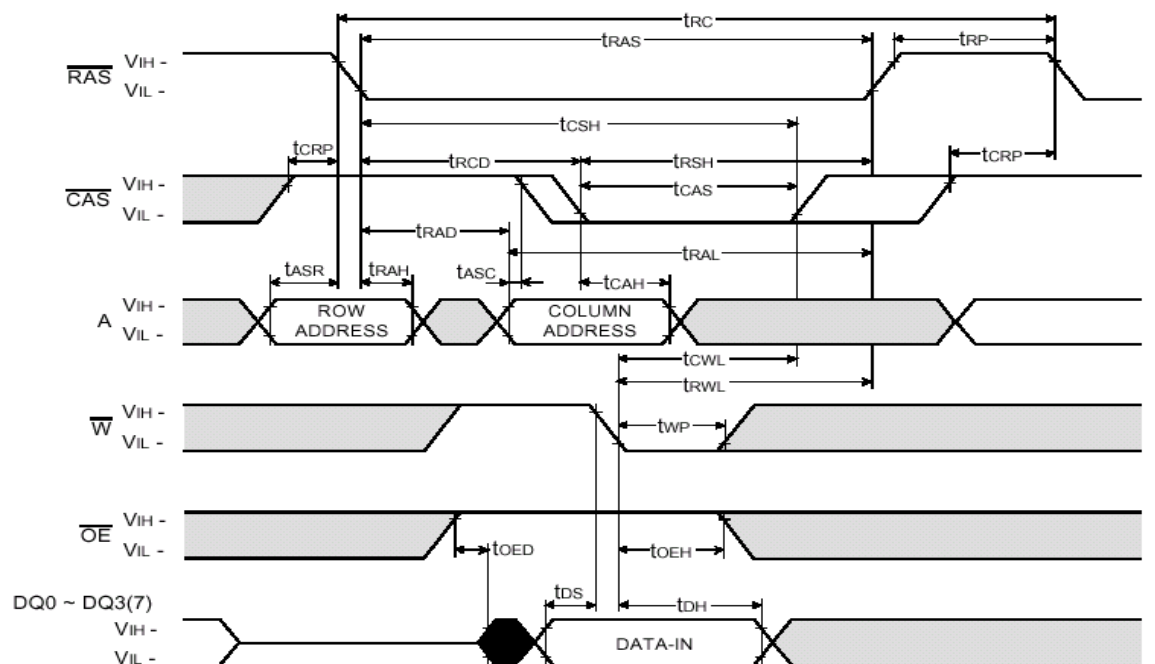 tRC
tRAS
tRP
RAS
VIH -
VIL -
tCSH
tCRP
tRCD
tRSH
tCRP
CAS
VIH -
VIL -
tCAS
tRAD
tRAL
tASR
tRAH
tASC
tCAH
A
VIH -
VIL -
ROW
ADDRESS
COLUMN
ADDRESS
tCWL
tRWL
W
VIH -
VIL -
tWP
OE
VIH -
VIL -
tOED
tOEH
tDS
tDH
DQ0 ~ DQ3(7)
VIH -
VIL -
DATA-IN